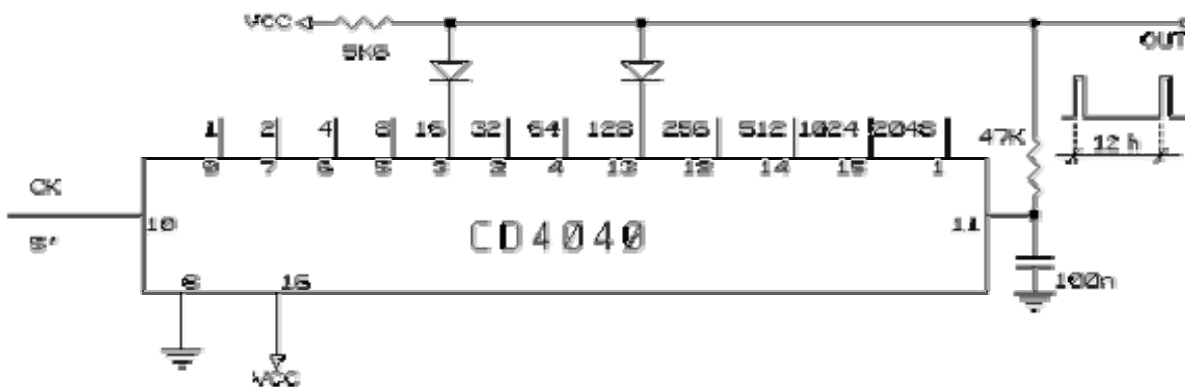 VCC
5K6
OUT
1 2 4 8 16 32 64 128 256 512 1024 2048
47K
12 h
9 7 6 5 3 2 4 13 12 14 15 1
CK
10
CD4040
11
5'
8 16
100n
VCC